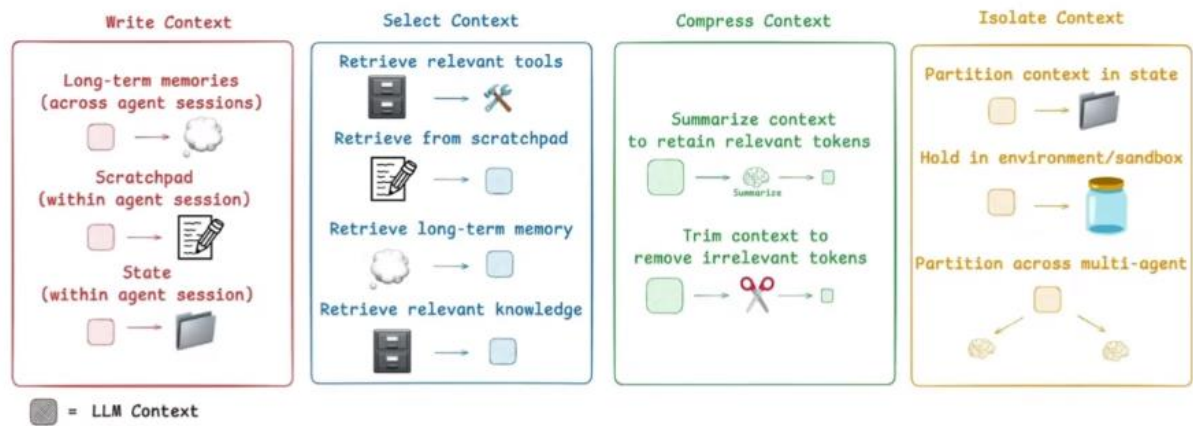 Write Context
Long-term memories
(across agent sessions)
Scratchpad
(within agent session)
State
(within agent session)
Select Context
Retrieve relevant tools
Retrieve from scratchpad
Retrieve long-term memory
Retrieve relevant knowledge
Compress Context
Summarize context
to retain relevant tokens
Summarize
Trim context to
remove irrelevant tokens
Isolate Context
Partition context in state
Hold in environment/sandbox
Partition across multi-agent
= LLM Context